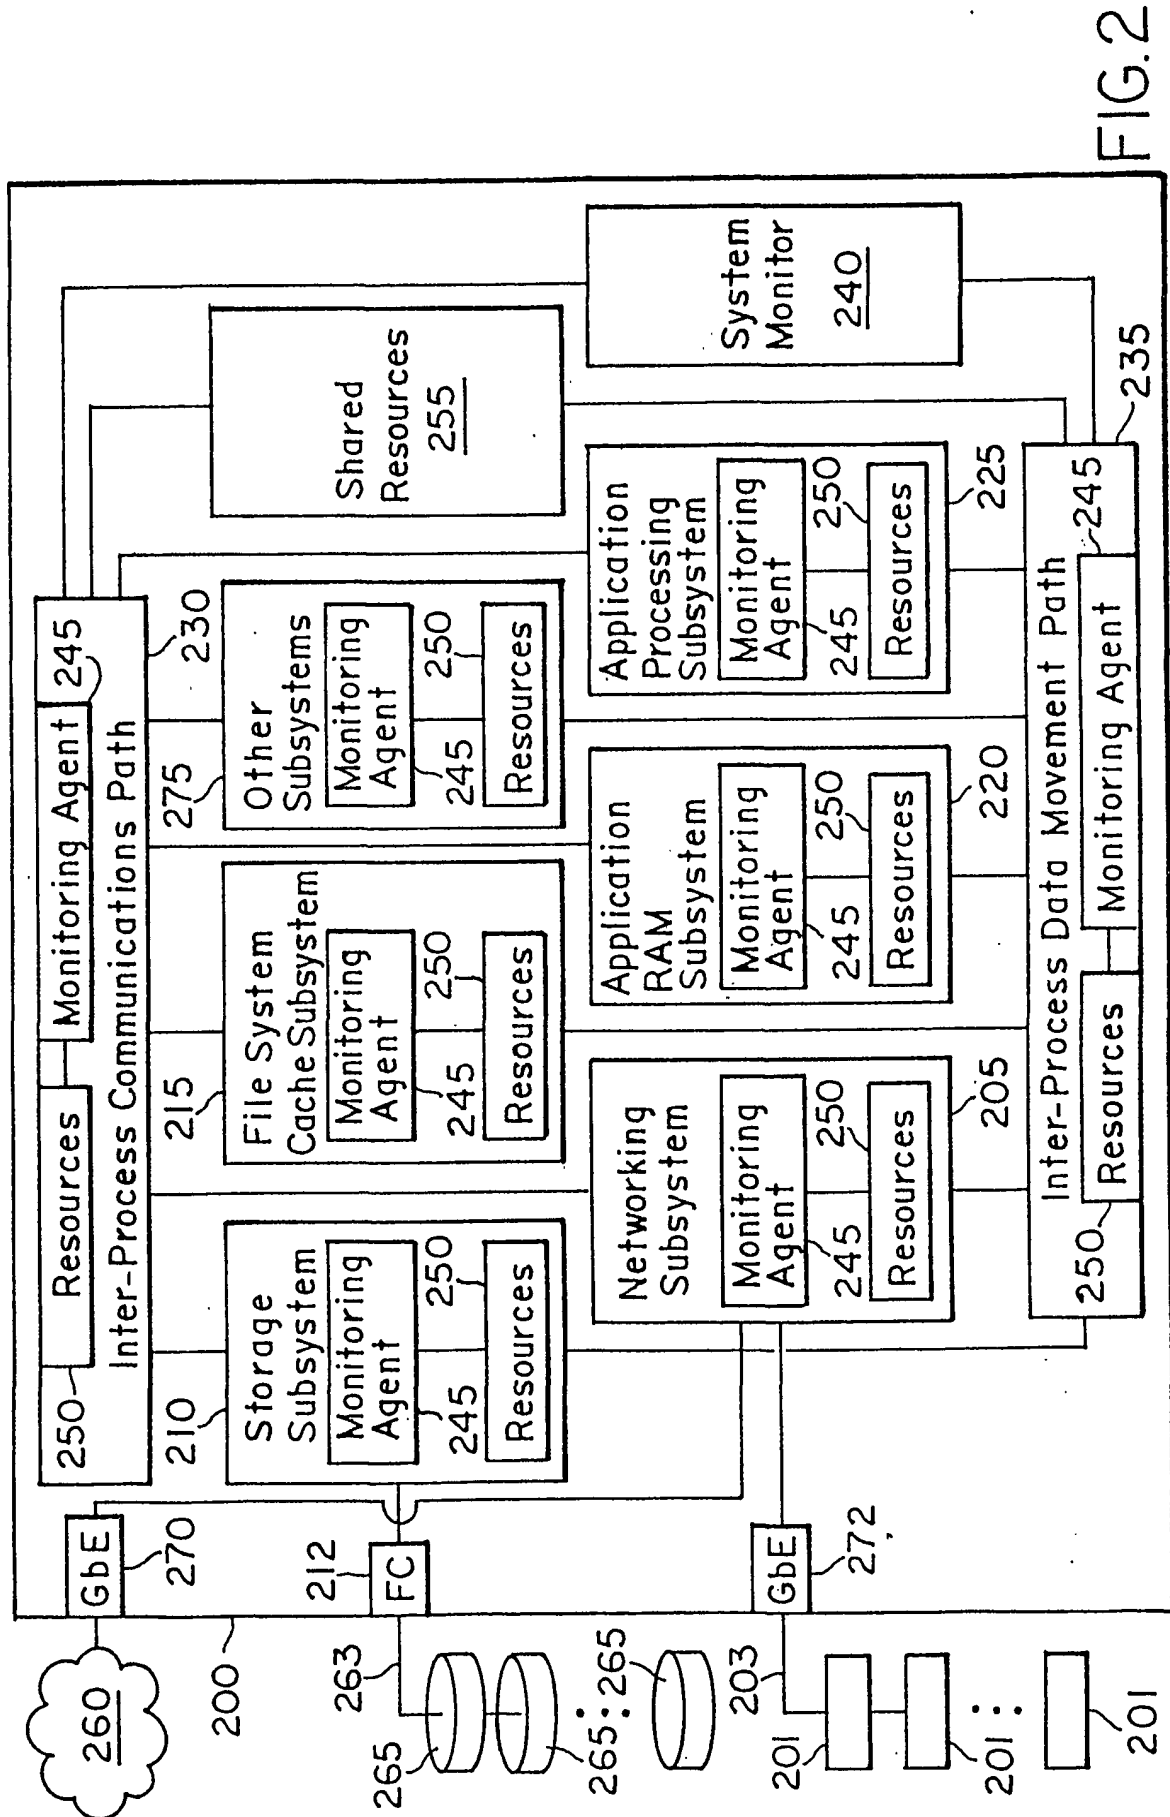 Resources
Monitoring Agent
245
250
Inter-Process Communications Path
230
GbE
270
260
200
210
Storage
Subsystem
Monitoring
Agent
245
250
Resources
215
File System
Cache Subsystem
Monitoring
Agent
245
250
Resources
275
Other
Subsystems
Monitoring
Agent
245
250
Resources
Shared
Resources
255
212
FC
263
265
265
265
Networking
Subsystem
Monitoring
Agent
245
250
Resources
205
Application
RAM
Subsystem
Monitoring
Agent
245
250
Resources
220
Application
Processing
Subsystem
Monitoring
Agent
245
250
Resources
225
System
Monitor
240
GbE
272
203
201
201
201
Inter-Process Data Movement Path
235
250
Resources
Monitoring Agent
245
FIG.2